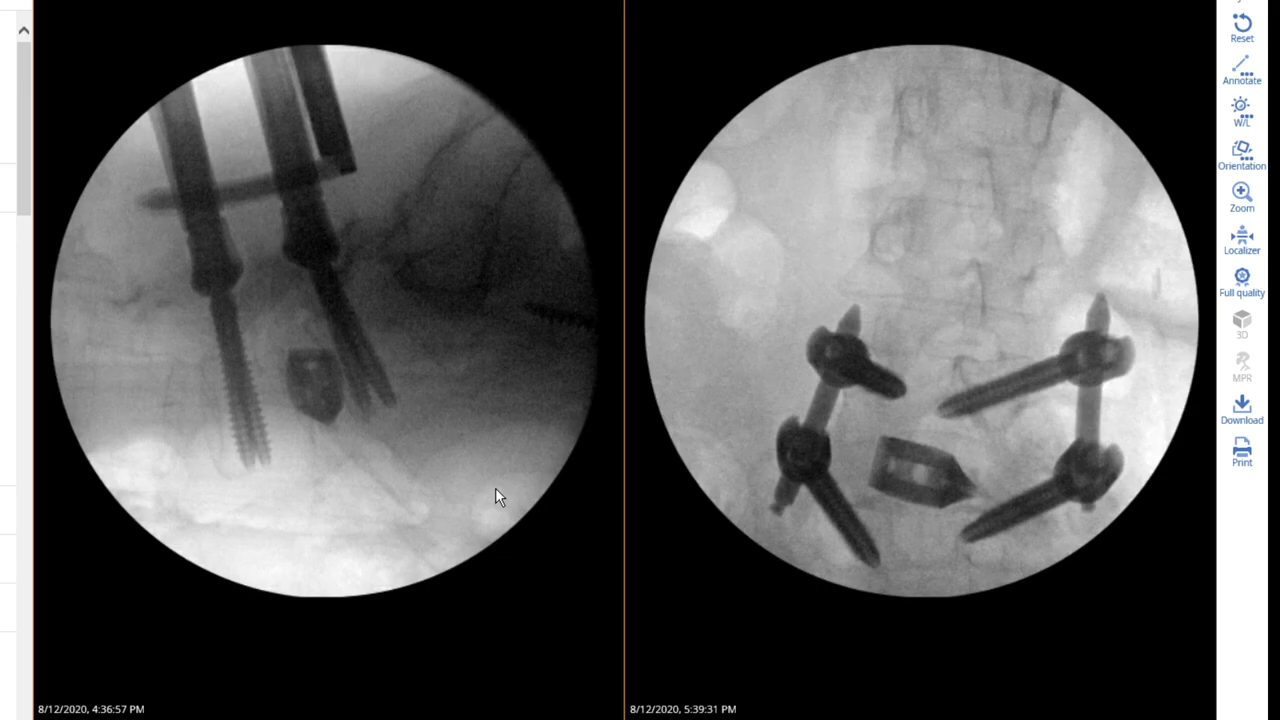 Reset
Annotate
W/L
Orientation
Zoom
Localizer
Full quality
3D
MPR
Download
Print
8/12/2020, 4:36:57 PM
8/12/2020, 5:39:31 PM